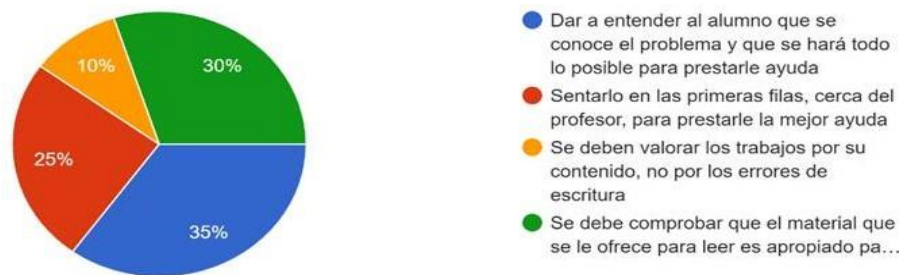 10%
30%
25%
35%
Dar a entender al alumno que se
conoce el problema y que se hará todo
lo posible para prestarle ayuda
Sentarlo en las primeras filas, cerca del
profesor, para prestarle la mejor ayuda
Se deben valorar los trabajos por su
contenido, no por los errores de
escritura
Se debe comprobar que el material que
se le ofrece para leer es apropiado pa…